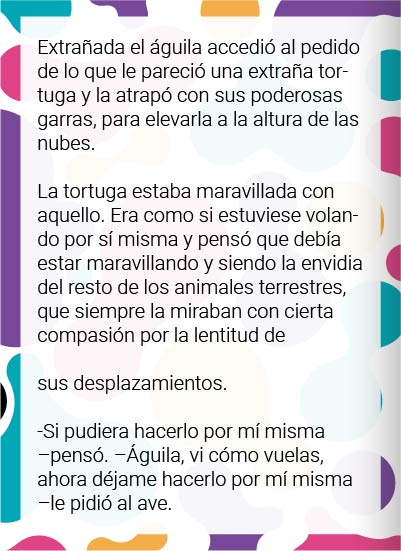 Extrañada el águila accedió al pedido
de lo que le pareció una extraña tor-
tuga y la atrapó con sus poderosas
garras, para elevarla a la altura de las
nubes.
La tortuga estaba maravillada con
aquello. Era como si estuviese volan-
do por sí misma y pensó que debía
estar maravillando y siendo la envidia
del resto de los animales terrestres,
que siempre la miraban con cierta
compasión por la lentitud de
sus desplazamientos.
-Si pudiera hacerlo por mí misma
–pensó. –Águila, vi cómo vuelas,
ahora déjame hacerlo por mí misma
–le pidió al ave.